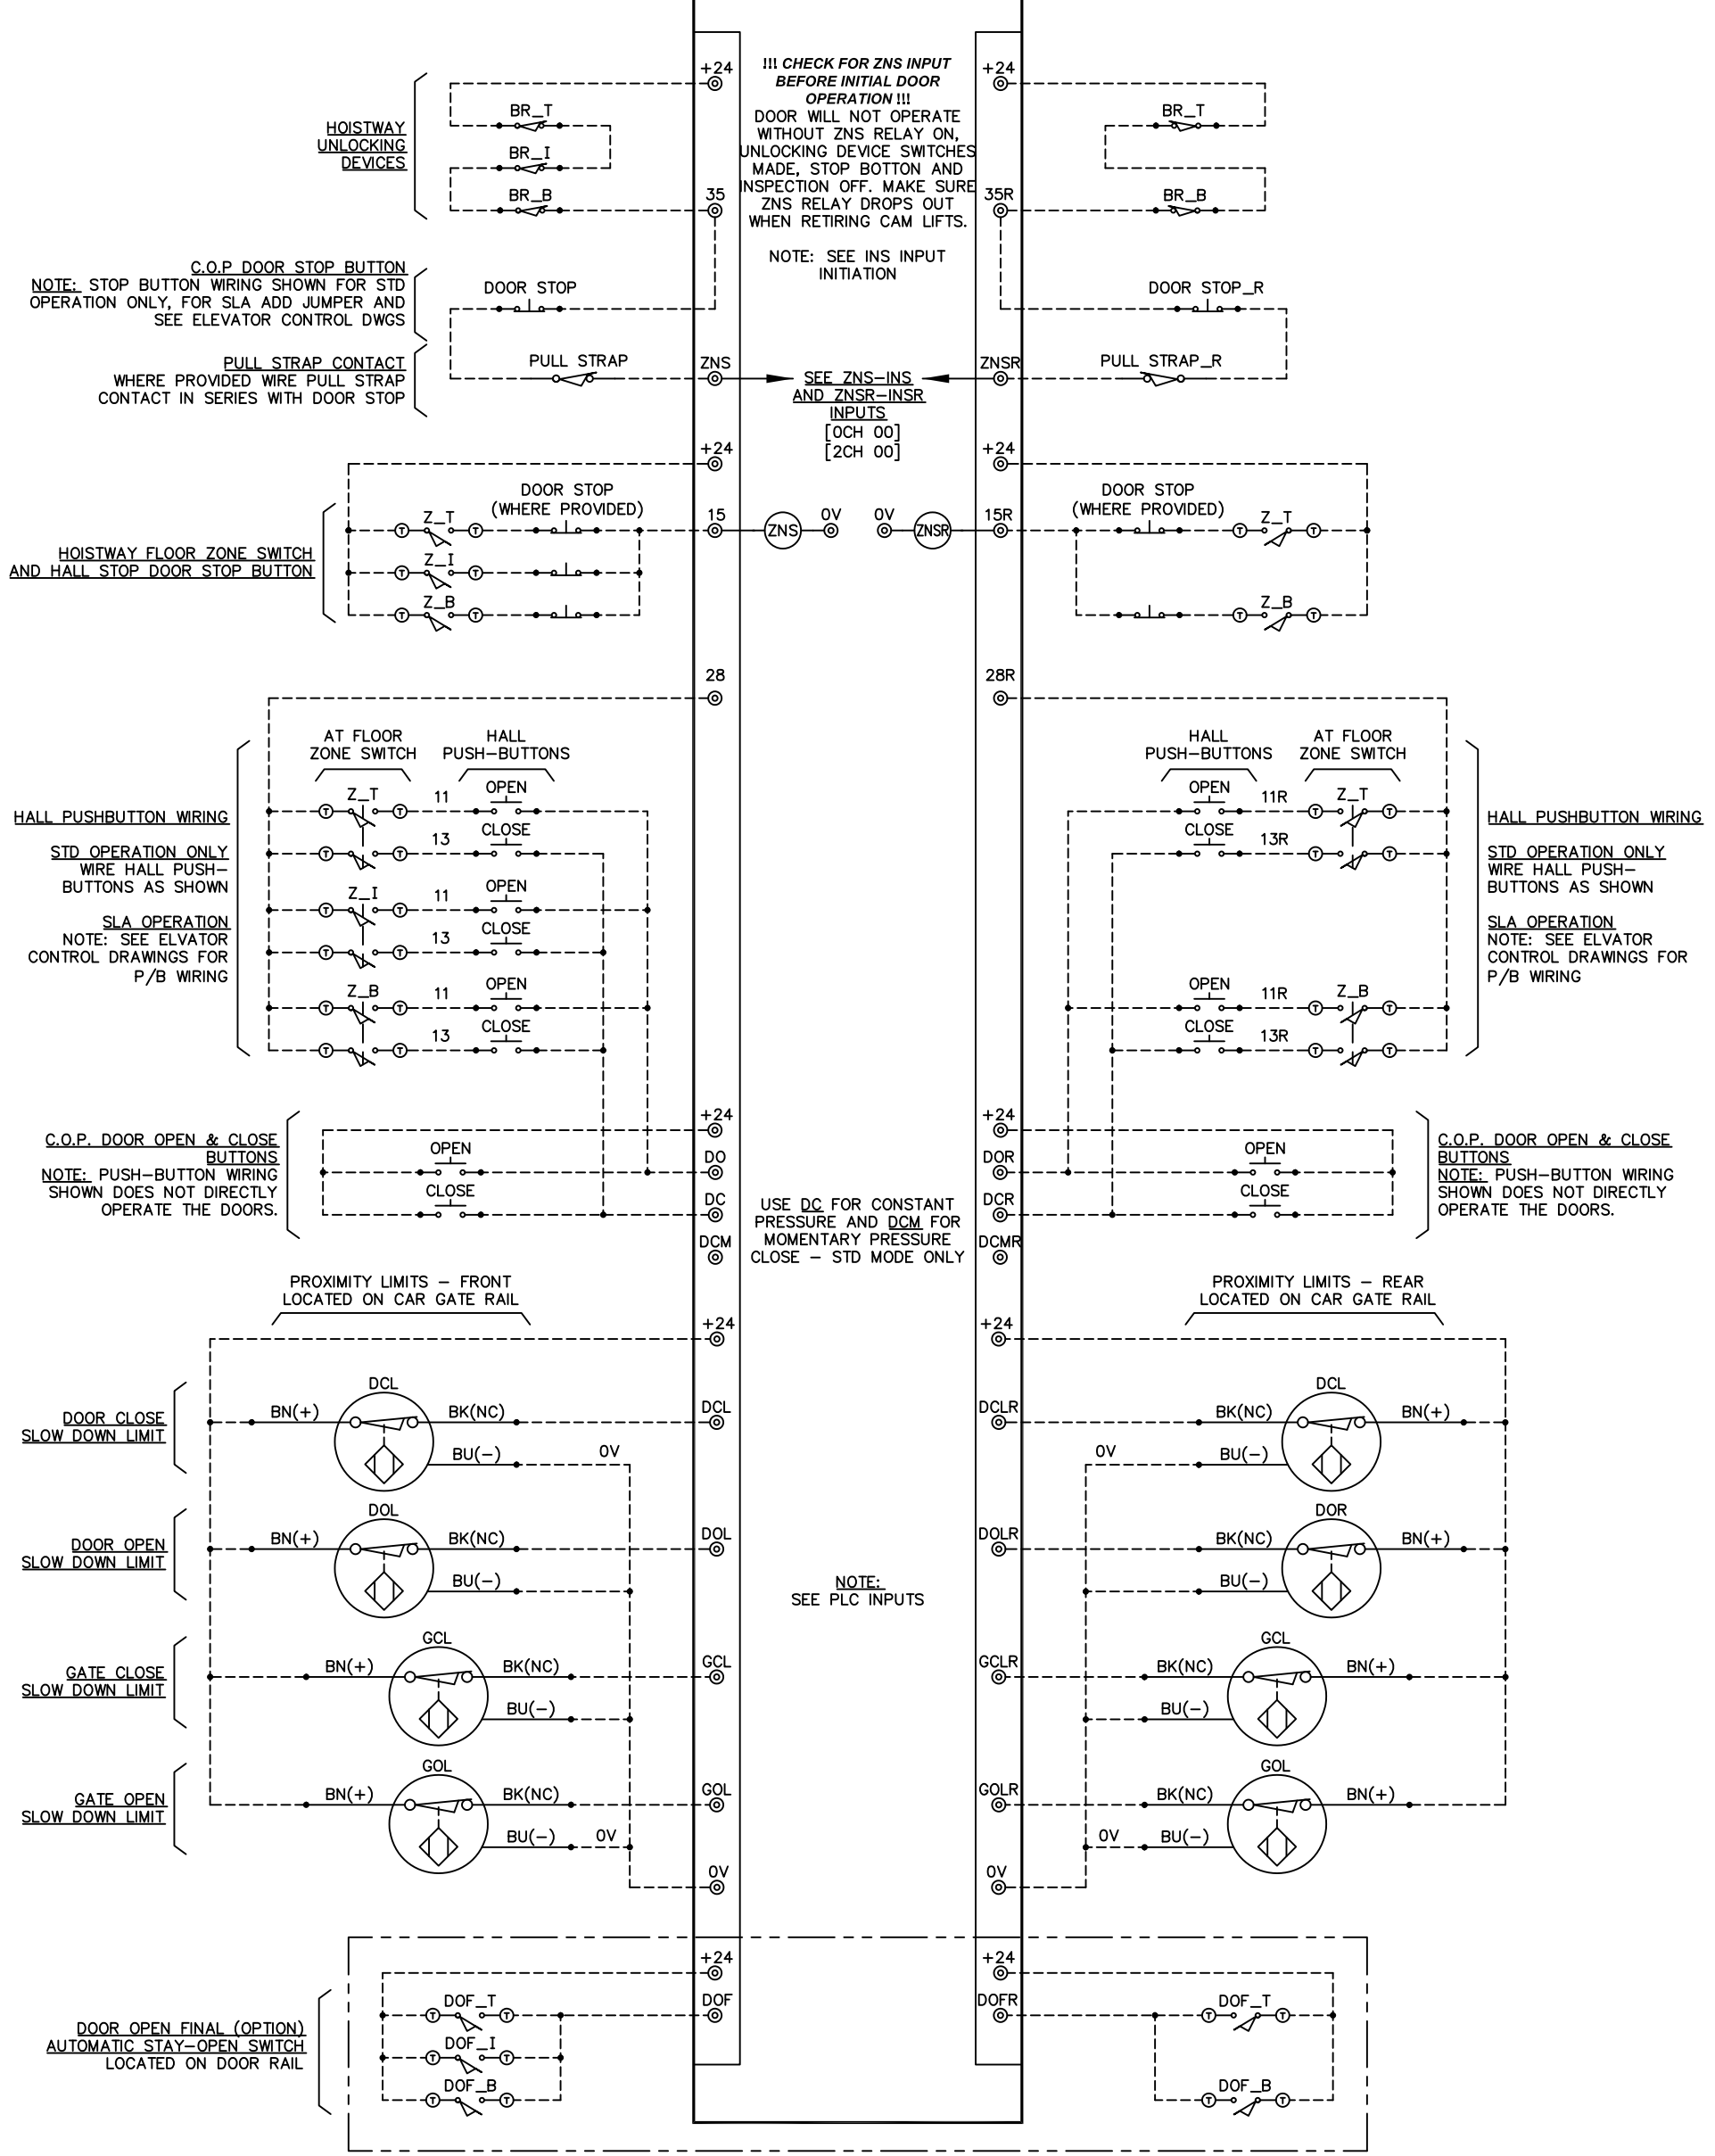 +24
!!! CHECK FOR ZNS INPUT
BEFORE INITIAL DOOR
OPERATION !!!
DOOR WILL NOT OPERATE
WITHOUT ZNS RELAY ON,
UNLOCKING DEVICE SWITCHES
MADE, STOP BOTTON AND
INSPECTION OFF. MAKE SURE
ZNS RELAY DROPS OUT
WHEN RETIRING CAM LIFTS.
NOTE: SEE INS INPUT
INITIATION
+24
HOISTWAY
UNLOCKING
DEVICES
BR_T
BR_I
BR_B
35
35R
BR_T
BR_B
C.O.P DOOR STOP BUTTON
NOTE: STOP BUTTON WIRING SHOWN FOR STD
OPERATION ONLY, FOR SLA ADD JUMPER AND
SEE ELEVATOR CONTROL DWGS
DOOR STOP
DOOR STOP_R
PULL STRAP CONTACT
WHERE PROVIDED WIRE PULL STRAP
CONTACT IN SERIES WITH DOOR STOP
PULL STRAP
ZNS
SEE ZNS-INS
AND ZNSR-INSR
INPUTS
[0CH 00]
[2CH 00]
ZNSR
PULL STRAP_R
+24
+24
HOISTWAY FLOOR ZONE SWITCH
AND HALL STOP DOOR STOP BUTTON
DOOR STOP
(WHERE PROVIDED)
T Z_T T
T Z_I T
T Z_B T
15
ZNS
0V
0V
ZNSR
15R
DOOR STOP
(WHERE PROVIDED)
T Z_T T
T Z_B T
28
28R
AT FLOOR
ZONE SWITCH
HALL
PUSH-BUTTONS
HALL
PUSH-BUTTONS
AT FLOOR
ZONE SWITCH
HALL PUSHBUTTON WIRING
STD OPERATION ONLY
WIRE HALL PUSH-
BUTTONS AS SHOWN
SLA OPERATION
NOTE: SEE ELVATOR
CONTROL DRAWINGS FOR
P/B WIRING
T Z_T T 11 OPEN
T T 13 CLOSE
T Z_I T 11 OPEN
T T 13 CLOSE
T Z_B T 11 OPEN
T T 13 CLOSE
OPEN 11R T Z_T T
CLOSE 13R T T
OPEN 11R T Z_B T
CLOSE 13R T T
HALL PUSHBUTTON WIRING
STD OPERATION ONLY
WIRE HALL PUSH-
BUTTONS AS SHOWN
SLA OPERATION
NOTE: SEE ELVATOR
CONTROL DRAWINGS FOR
P/B WIRING
C.O.P. DOOR OPEN & CLOSE
BUTTONS
NOTE: PUSH-BUTTON WIRING
SHOWN DOES NOT DIRECTLY
OPERATE THE DOORS.
OPEN
CLOSE
+24
DO
DC
DCM
USE DC FOR CONSTANT
PRESSURE AND DCM FOR
MOMENTARY PRESSURE
CLOSE - STD MODE ONLY
+24
DOR
DCR
DCMR
OPEN
CLOSE
C.O.P. DOOR OPEN & CLOSE
BUTTONS
NOTE: PUSH-BUTTON WIRING
SHOWN DOES NOT DIRECTLY
OPERATE THE DOORS.
PROXIMITY LIMITS - FRONT
LOCATED ON CAR GATE RAIL
PROXIMITY LIMITS - REAR
LOCATED ON CAR GATE RAIL
+24
+24
DOOR CLOSE
SLOW DOWN LIMIT
DCL
BN(+)
BK(NC)
BU(-)
0V
DCL
DCLR
DCL
BK(NC)
BN(+)
0V
BU(-)
DOOR OPEN
SLOW DOWN LIMIT
DOL
BN(+)
BK(NC)
BU(-)
DOL
NOTE:
SEE PLC INPUTS
DOLR
DOR
BK(NC)
BN(+)
BU(-)
GATE CLOSE
SLOW DOWN LIMIT
GCL
BN(+)
BK(NC)
BU(-)
GCL
GCLR
GCL
BK(NC)
BN(+)
BU(-)
GATE OPEN
SLOW DOWN LIMIT
GOL
BN(+)
BK(NC)
BU(-)
0V
GOL
GOLR
GOL
BK(NC)
BN(+)
0V
BU(-)
0V
0V
+24
+24
DOOR OPEN FINAL (OPTION)
AUTOMATIC STAY-OPEN SWITCH
LOCATED ON DOOR RAIL
T DOF_T T
T DOF_I T
T DOF_B T
DOF
DOFR
T DOF_T T
T DOF_B T